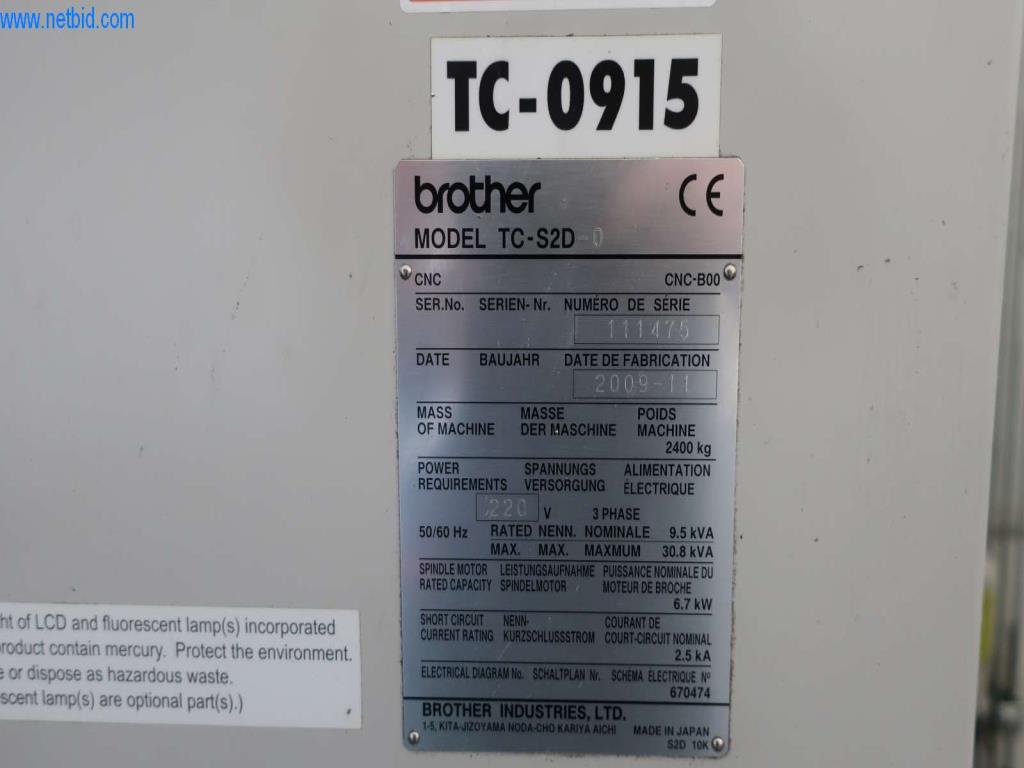 www.netbid.com
TC-0915
brother CE
MODEL TC-S2D-0
CNC CNC-B00
SER.No. SERIEN-Nr. NUMÉRO DE SÉRIE
111475
DATE BAUJAHR DATE DE FABRICATION
2009-11
MASS MASSE POIDS
OF MACHINE DER MASCHINE MACHINE
2400 kg
POWER SPANNUNGS ALIMENTATION
REQUIREMENTS VERSORGUNG ÉLECTRIQUE
220 V 3 PHASE
50/60 Hz RATED NENN. NOMINALE 9.5 kVA
MAX. MAX. MAXMUM 30.8 kVA
SPINDLE MOTOR LEISTUNGSAUFNAHME PUISSANCE NOMINALE DU
RATED CAPACITY SPINDELMOTOR MOTEUR DE BROCHE
6.7 kW
SHORT CIRCUIT NENN- COURANT DE
CURRENT RATING KURZSCHLUSSTROM COURT-CIRCUIT NOMINAL
2.5 kA
ELECTRICAL DIAGRAM No. SCHALTPLAN Nr. SCHÉMA ÉLECTRIQUE Nº
670474
BROTHER INDUSTRIES, LTD.
1-5, KITA-JIZOYAMA NODA-CHO KARIYA AICHI MADE IN JAPAN
S2D 10K
ht of LCD and fluorescent lamp(s) incorporated
product contain mercury. Protect the environment.
e or dispose as hazardous waste.
scent lamp(s) are optional part(s).)